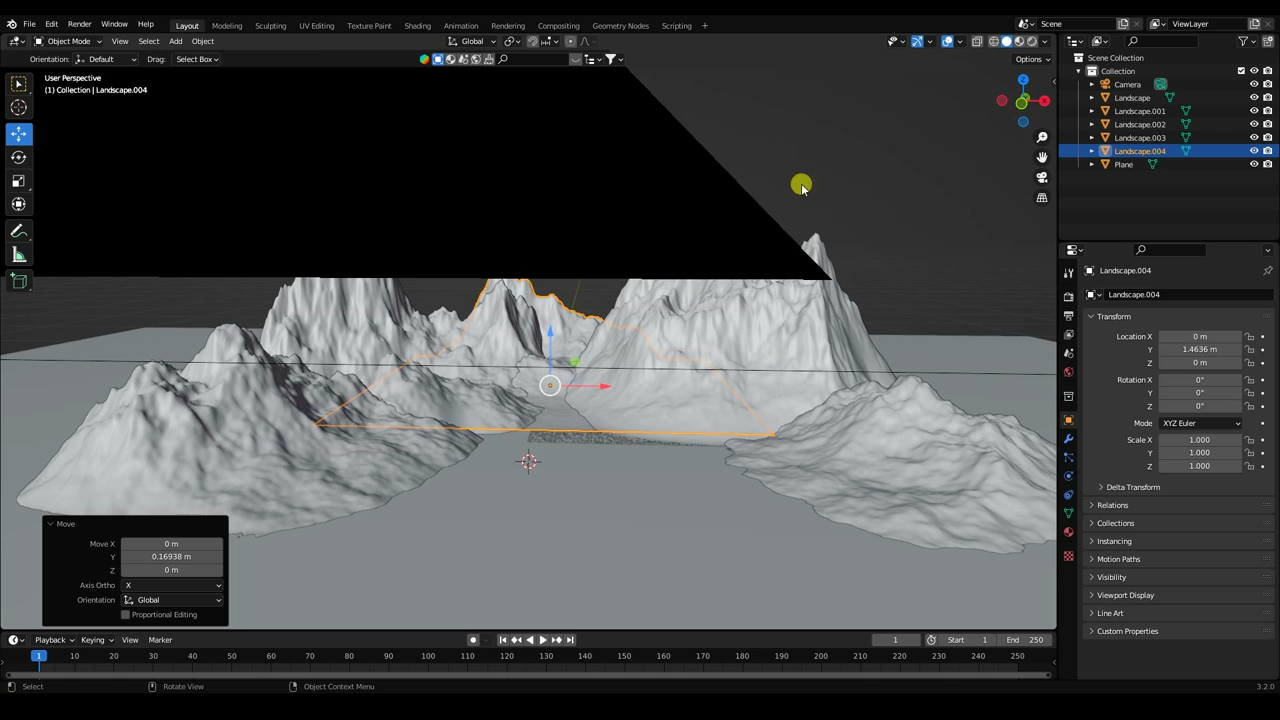 File Edit Render Window Help Layout Modeling Sculpting UV Editing Texture Paint Shading Animation Rendering Compositing Geometry Nodes Scripting + Scene ViewLayer
Object Mode View Select Add Object Global
Orientation: Default Drag: Select Box Options
User Perspective
(1) Collection | Landscape.004
Z
X
Scene Collection
Collection
Camera
Landscape
Landscape.001
Landscape.002
Landscape.003
Landscape.004
Plane
Landscape.004
Landscape.004
Transform
Location X 0 m
Y 1.4636 m
Z 0 m
Rotation X 0°
Y 0°
Z 0°
Mode XYZ Euler
Scale X 1.000
Y 1.000
Z 1.000
Delta Transform
Relations
Collections
Instancing
Motion Paths
Visibility
Viewport Display
Line Art
Custom Properties
Move
Move X 0 m
Y 0.16938 m
Z 0 m
Axis Ortho X
Orientation Global
Proportional Editing
Playback Keying View Marker 1 Start 1 End 250
1 10 20 30 40 50 60 70 80 90 100 110 120 130 140 150 160 170 180 190 200 210 220 230 240 250
Select Rotate View Object Context Menu 3.2.0